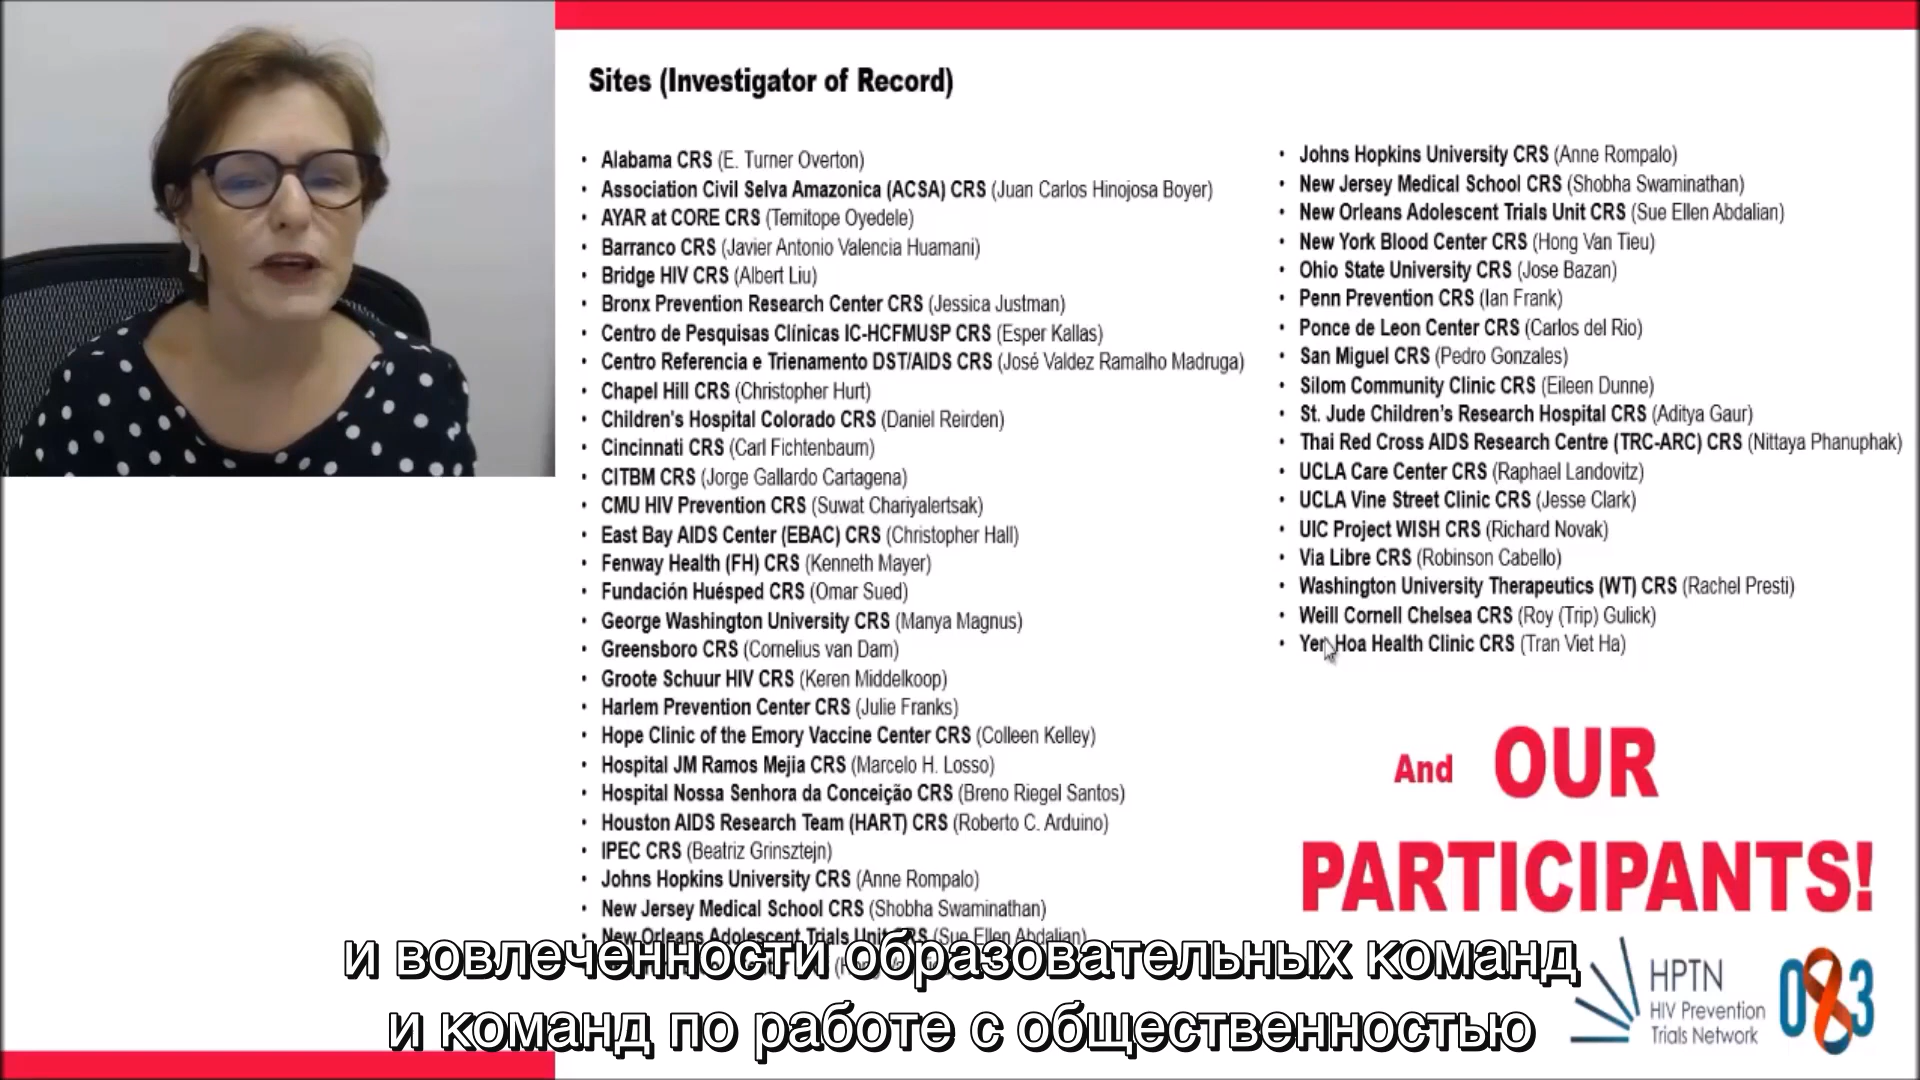 Sites (Investigator of Record)
• Alabama CRS (E. Turner Overton)
• Association Civil Selva Amazonica (ACSA) CRS (Juan Carlos Hinojosa Boyer)
• AYAR at CORE CRS (Temitope Oyedele)
• Barranco CRS (Javier Antonio Valencia Huamani)
• Bridge HIV CRS (Albert Liu)
• Bronx Prevention Research Center CRS (Jessica Justman)
• Centro de Pesquisas Clínicas IC-HCFMUSP CRS (Esper Kallas)
• Centro Referencia e Trienamento DST/AIDS CRS (José Valdez Ramalho Madruga)
• Chapel Hill CRS (Christopher Hurt)
• Children's Hospital Colorado CRS (Daniel Reirden)
• Cincinnati CRS (Carl Fichtenbaum)
• CITBM CRS (Jorge Gallardo Cartagena)
• CMU HIV Prevention CRS (Suwat Chariyalertsak)
• East Bay AIDS Center (EBAC) CRS (Christopher Hall)
• Fenway Health (FH) CRS (Kenneth Mayer)
• Fundación Huésped CRS (Omar Sued)
• George Washington University CRS (Manya Magnus)
• Greensboro CRS (Cornelius van Dam)
• Groote Schuur HIV CRS (Keren Middelkoop)
• Harlem Prevention Center CRS (Julie Franks)
• Hope Clinic of the Emory Vaccine Center CRS (Colleen Kelley)
• Hospital JM Ramos Mejia CRS (Marcelo H. Losso)
• Hospital Nossa Senhora da Conceição CRS (Breno Riegel Santos)
• Houston AIDS Research Team (HART) CRS (Roberto C. Arduino)
• IPEC CRS (Beatriz Grinsztejn)
• Johns Hopkins University CRS (Anne Rompalo)
• New Jersey Medical School CRS (Shobha Swaminathan)
• New Orleans Adolescent Trials Unit CRS (Sue Ellen Abdalian)
• Johns Hopkins University CRS (Anne Rompalo)
• New Jersey Medical School CRS (Shobha Swaminathan)
• New Orleans Adolescent Trials Unit CRS (Sue Ellen Abdalian)
• New York Blood Center CRS (Hong Van Tieu)
• Ohio State University CRS (Jose Bazan)
• Penn Prevention CRS (Ian Frank)
• Ponce de Leon Center CRS (Carlos del Rio)
• San Miguel CRS (Pedro Gonzales)
• Silom Community Clinic CRS (Eileen Dunne)
• St. Jude Children's Research Hospital CRS (Aditya Gaur)
• Thai Red Cross AIDS Research Centre (TRC-ARC) CRS (Nittaya Phanuphak)
• UCLA Care Center CRS (Raphael Landovitz)
• UCLA Vine Street Clinic CRS (Jesse Clark)
• UIC Project WISH CRS (Richard Novak)
• Via Libre CRS (Robinson Cabello)
• Washington University Therapeutics (WT) CRS (Rachel Presti)
• Weill Cornell Chelsea CRS (Roy (Trip) Gulick)
• Yen Hoa Health Clinic CRS (Tran Viet Ha)
And OUR
PARTICIPANTS!
HPTN
HIV Prevention
Trials Network
083
и вовлеченности образовательных команд
и команд по работе с общественностью